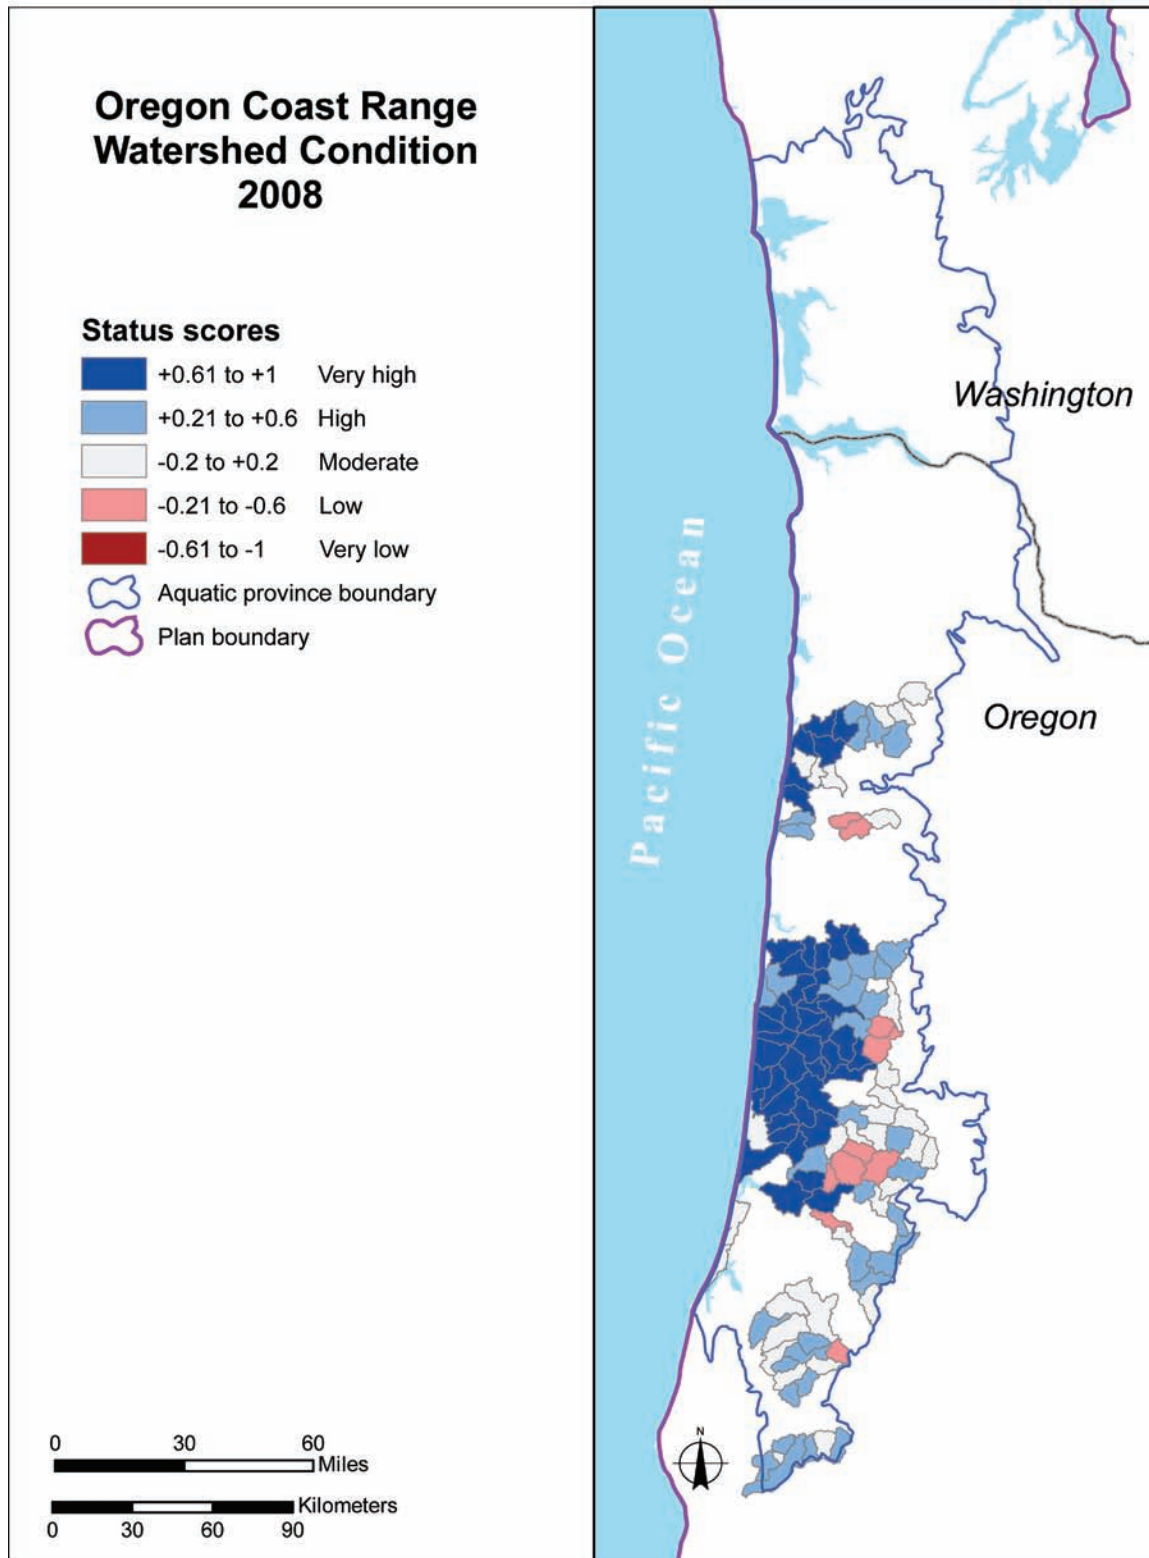 Oregon Coast Range
Watershed Condition
2008
Status scores
+0.61 to +1 Very high
+0.21 to +0.6 High
-0.2 to +0.2 Moderate
-0.21 to -0.6 Low
-0.61 to -1 Very low
Aquatic province boundary
Plan boundary
Washington
Oregon
Pacific Ocean
N
0 30 60
Miles
Kilometers
0 30 60 90